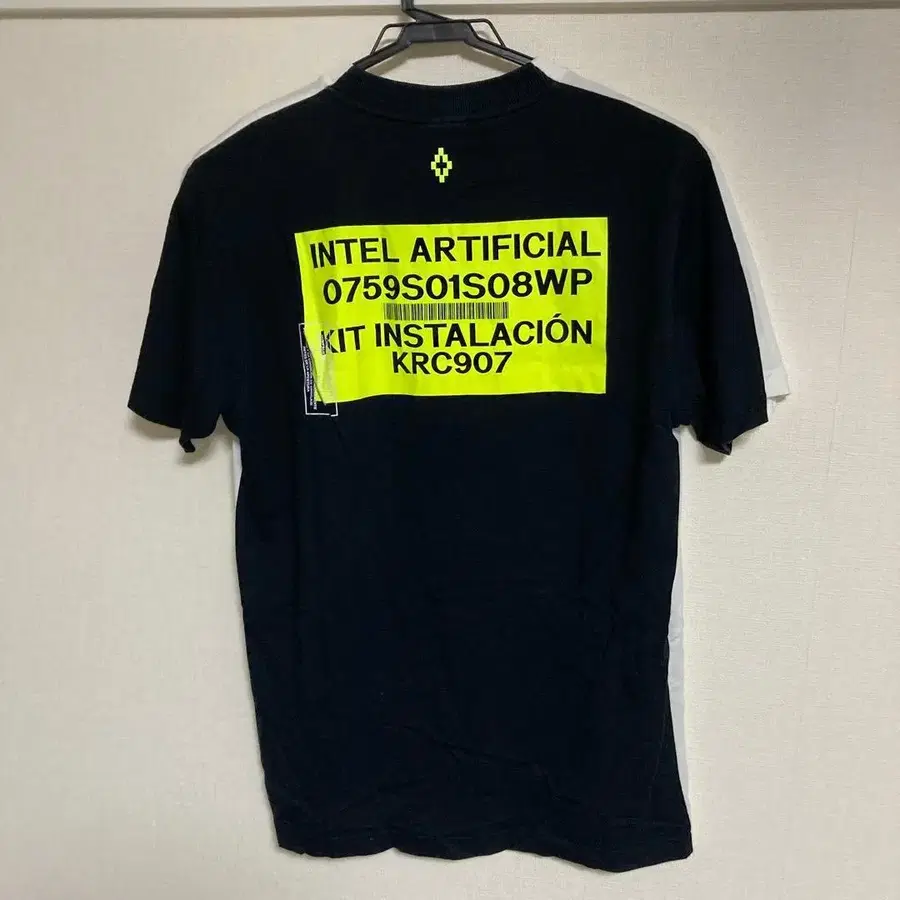 INTEL ARTIFICIAL
0759S01S08WP
KIT INSTALACIÓN
KRC907